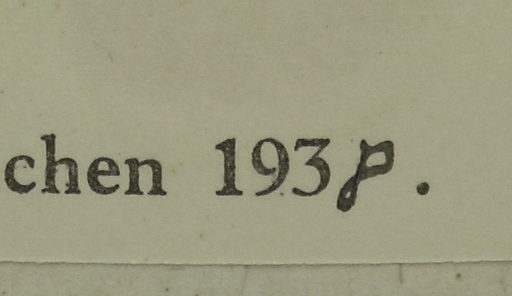 chen 193 .